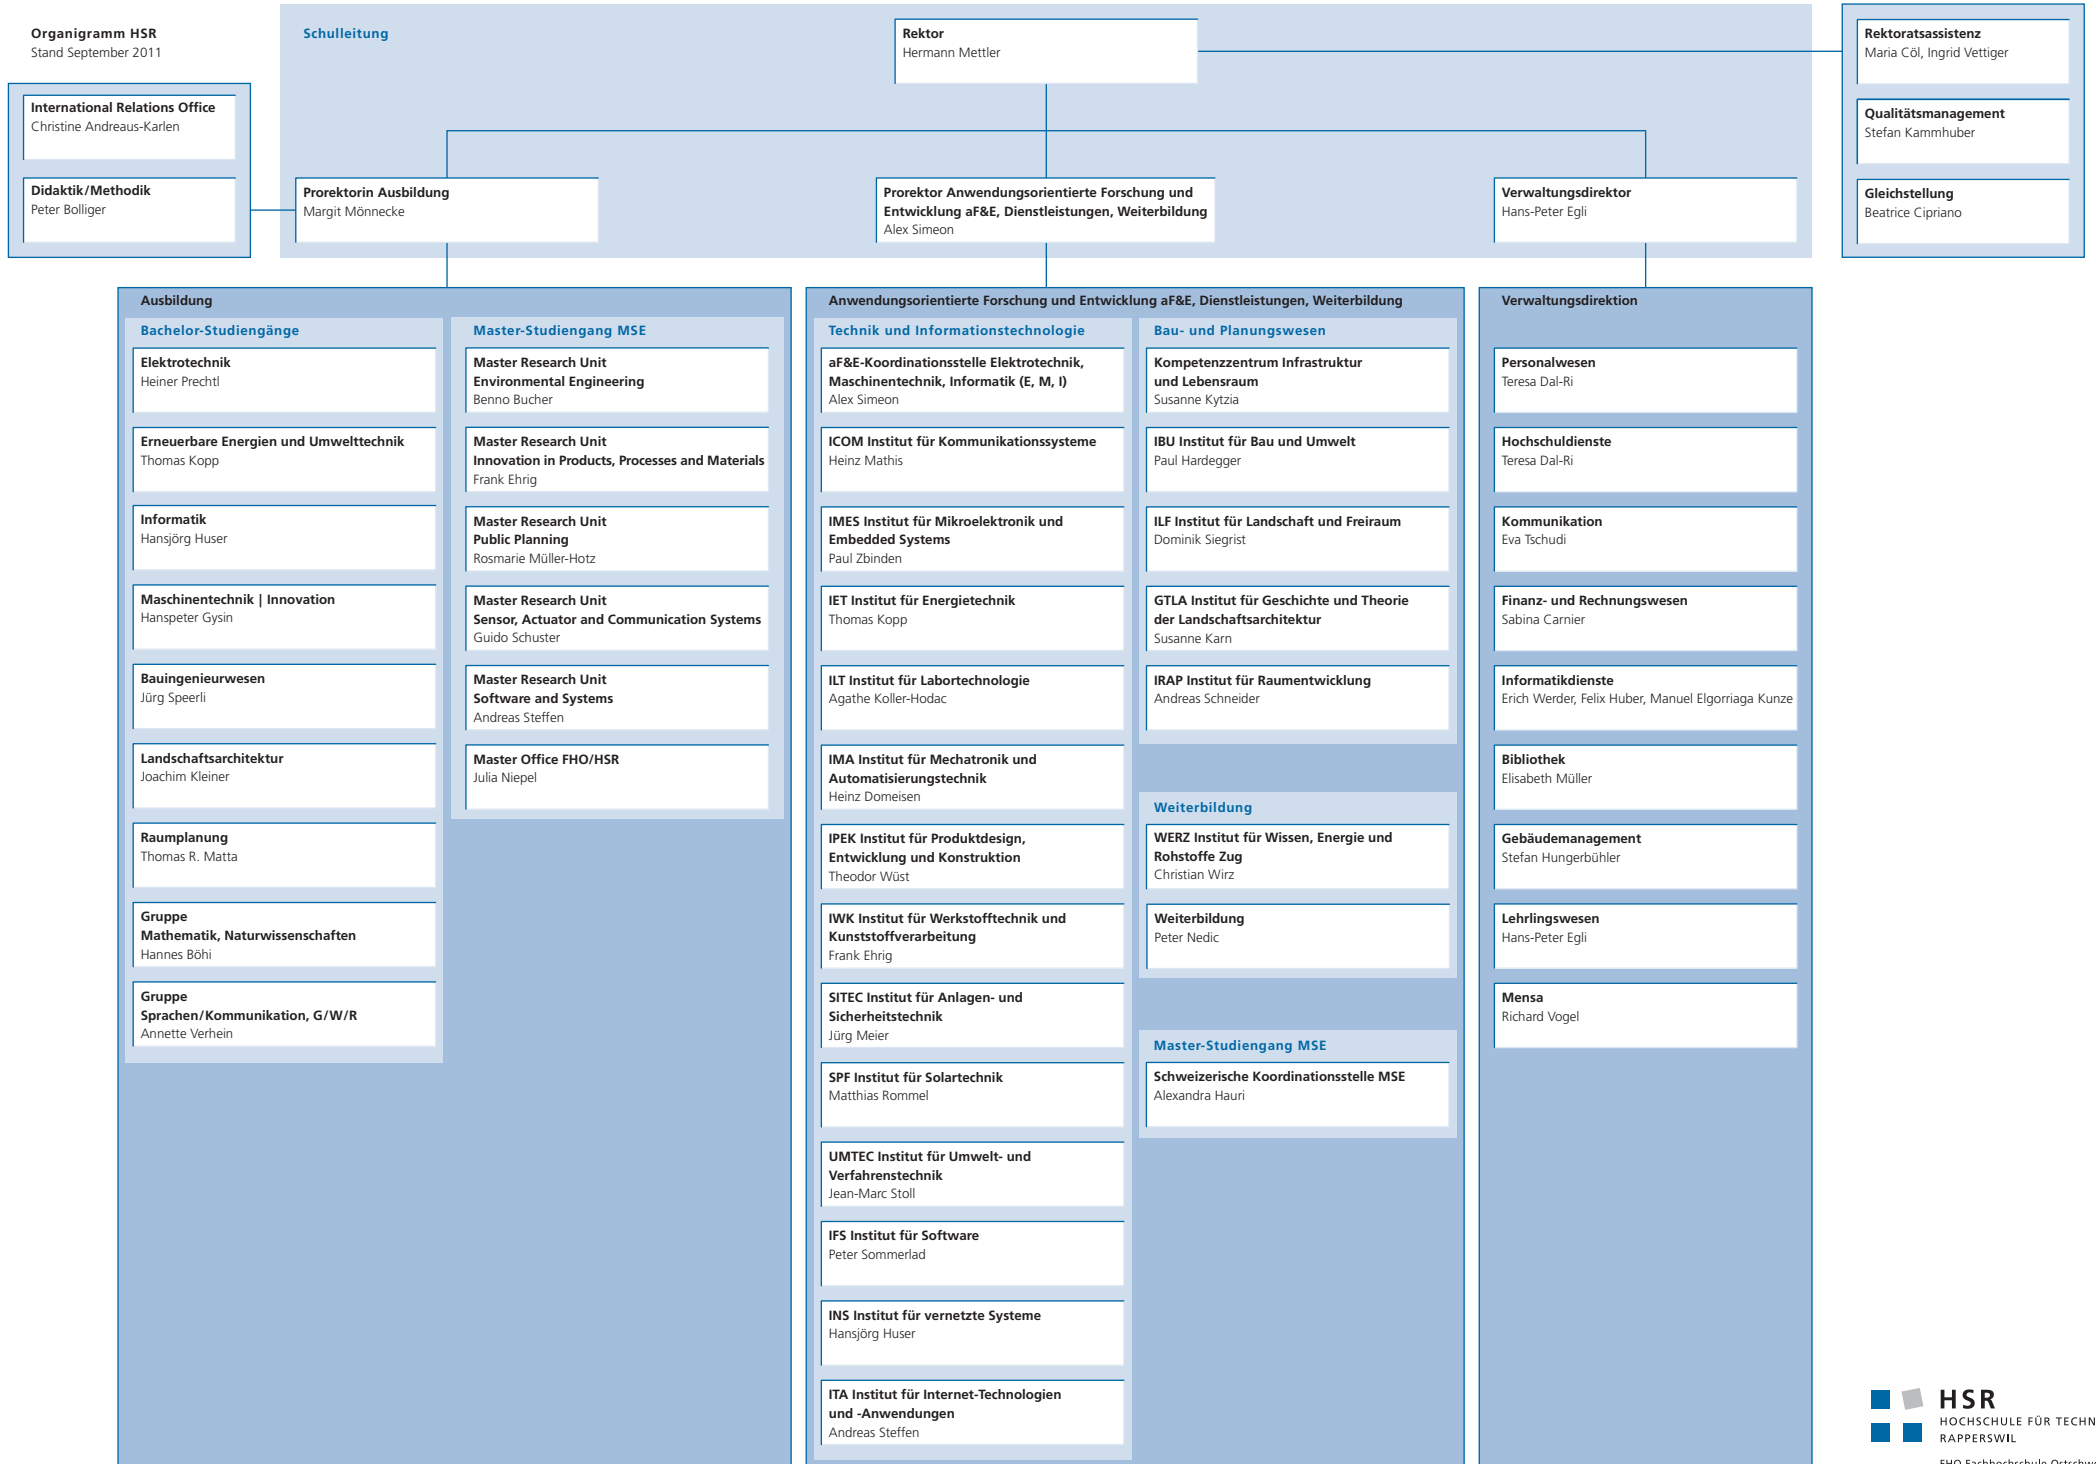 Organigramm HSR
Stand September 2011
Schulleitung
Rektor
Hermann Mettler
Rektoratsassistenz
Maria Cöl, Ingrid Vettiger
Qualitätsmanagement
Stefan Kammhuber
Gleichstellung
Beatrice Cipriano
International Relations Office
Christine Andreaus-Karlen
Didaktik/Methodik
Peter Bolliger
Prorektorin Ausbildung
Margit Mönnecke
Prorektor Anwendungsorientierte Forschung und
Entwicklung aF&E, Dienstleistungen, Weiterbildung
Alex Simeon
Verwaltungsdirektor
Hans-Peter Egli
Ausbildung
Bachelor-Studiengänge
Elektrotechnik
Heiner Prechtl
Erneuerbare Energien und Umwelttechnik
Thomas Kopp
Informatik
Hansjörg Huser
Maschinentechnik | Innovation
Hanspeter Gysin
Bauingenieurwesen
Jürg Speerli
Landschaftsarchitektur
Joachim Kleiner
Raumplanung
Thomas R. Matta
Gruppe
Mathematik, Naturwissenschaften
Hannes Böhi
Gruppe
Sprachen/Kommunikation, G/W/R
Annette Verhein
Master-Studiengang MSE
Master Research Unit
Environmental Engineering
Benno Bucher
Master Research Unit
Innovation in Products, Processes and Materials
Frank Ehrig
Master Research Unit
Public Planning
Rosmarie Müller-Hotz
Master Research Unit
Sensor, Actuator and Communication Systems
Guido Schuster
Master Research Unit
Software and Systems
Andreas Steffen
Master Office FHO/HSR
Julia Niepel
Anwendungsorientierte Forschung und Entwicklung aF&E, Dienstleistungen, Weiterbildung
Technik und Informationstechnologie
aF&E-Koordinationsstelle Elektrotechnik,
Maschinentechnik, Informatik (E, M, I)
Alex Simeon
ICOM Institut für Kommunikationssysteme
Heinz Mathis
IMES Institut für Mikroelektronik und
Embedded Systems
Paul Zbinden
IET Institut für Energietechnik
Thomas Kopp
ILT Institut für Labortechnologie
Agathe Koller-Hodac
IMA Institut für Mechatronik und
Automatisierungstechnik
Heinz Domeisen
IPEK Institut für Produktdesign,
Entwicklung und Konstruktion
Theodor Wüst
IWK Institut für Werkstofftechnik und
Kunststoffverarbeitung
Frank Ehrig
SITEC Institut für Anlagen- und
Sicherheitstechnik
Jürg Meier
SPF Institut für Solartechnik
Matthias Rommel
UMTEC Institut für Umwelt- und
Verfahrenstechnik
Jean-Marc Stoll
IFS Institut für Software
Peter Sommerlad
INS Institut für vernetzte Systeme
Hansjörg Huser
ITA Institut für Internet-Technologien
und -Anwendungen
Andreas Steffen
Bau- und Planungswesen
Kompetenzzentrum Infrastruktur
und Lebensraum
Susanne Kytzia
IBU Institut für Bau und Umwelt
Paul Hardegger
ILF Institut für Landschaft und Freiraum
Dominik Siegrist
GTLA Institut für Geschichte und Theorie
der Landschaftsarchitektur
Susanne Karn
IRAP Institut für Raumentwicklung
Andreas Schneider
Weiterbildung
WERZ Institut für Wissen, Energie und
Rohstoffe Zug
Christian Wirz
Weiterbildung
Peter Nedic
Master-Studiengang MSE
Schweizerische Koordinationsstelle MSE
Alexandra Hauri
Verwaltungsdirektion
Personalwesen
Teresa Dal-Ri
Hochschuldienste
Teresa Dal-Ri
Kommunikation
Eva Tschudi
Finanz- und Rechnungswesen
Sabina Carnier
Informatikdienste
Erich Werder, Felix Huber, Manuel Elgorriaga Kunze
Bibliothek
Elisabeth Müller
Gebäudemanagement
Stefan Hungerbühler
Lehrlingswesen
Hans-Peter Egli
Mensa
Richard Vogel
HSR
HOCHSCHULE FÜR TECHN
RAPPERSWIL